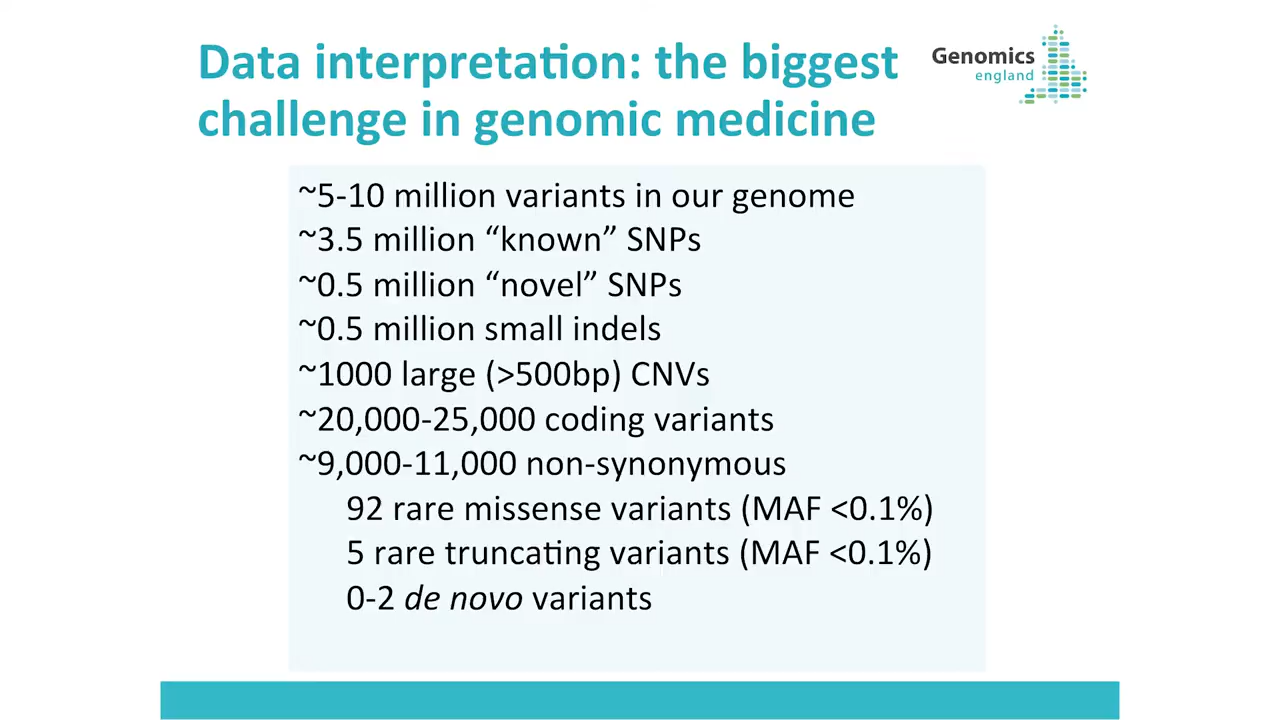 Data interpretation: the biggest
challenge in genomic medicine
Genomics
england
~5-10 million variants in our genome
~3.5 million “known” SNPs
~0.5 million “novel” SNPs
~0.5 million small indels
~1000 large (>500bp) CNVs
~20,000-25,000 coding variants
~9,000-11,000 non-synonymous
92 rare missense variants (MAF <0.1%)
5 rare truncating variants (MAF <0.1%)
0-2 de novo variants